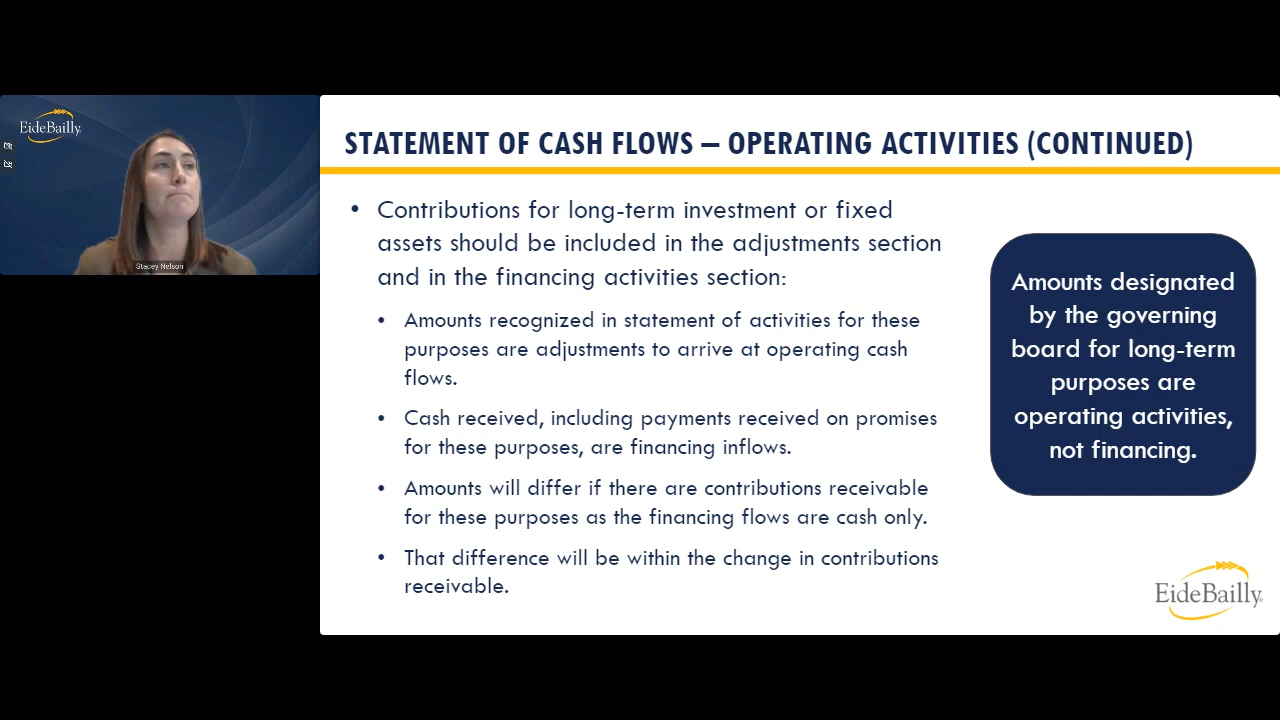 EideBailly
Stacey Nelson
STATEMENT OF CASH FLOWS – OPERATING ACTIVITIES (CONTINUED)
• Contributions for long-term investment or fixed
assets should be included in the adjustments section
and in the financing activities section:
• Amounts recognized in statement of activities for these
purposes are adjustments to arrive at operating cash
flows.
• Cash received, including payments received on promises
for these purposes, are financing inflows.
• Amounts will differ if there are contributions receivable
for these purposes as the financing flows are cash only.
• That difference will be within the change in contributions
receivable.
Amounts designated
by the governing
board for long-term
purposes are
operating activities,
not financing.
EideBailly®